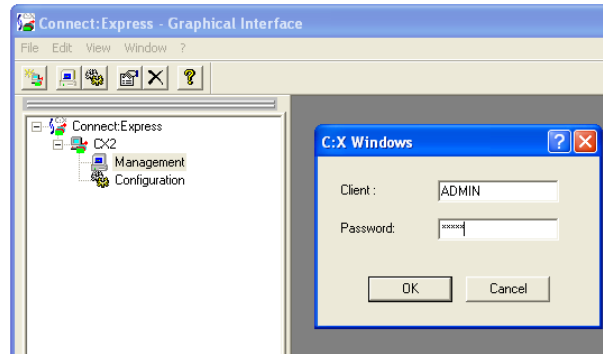 Connect:Express - Graphical Interface
File Edit View Window ?
Connect:Express
CX2
Management
Configuration
C:X Windows
Client :
ADMIN
Password:
xxxxx
OK
Cancel